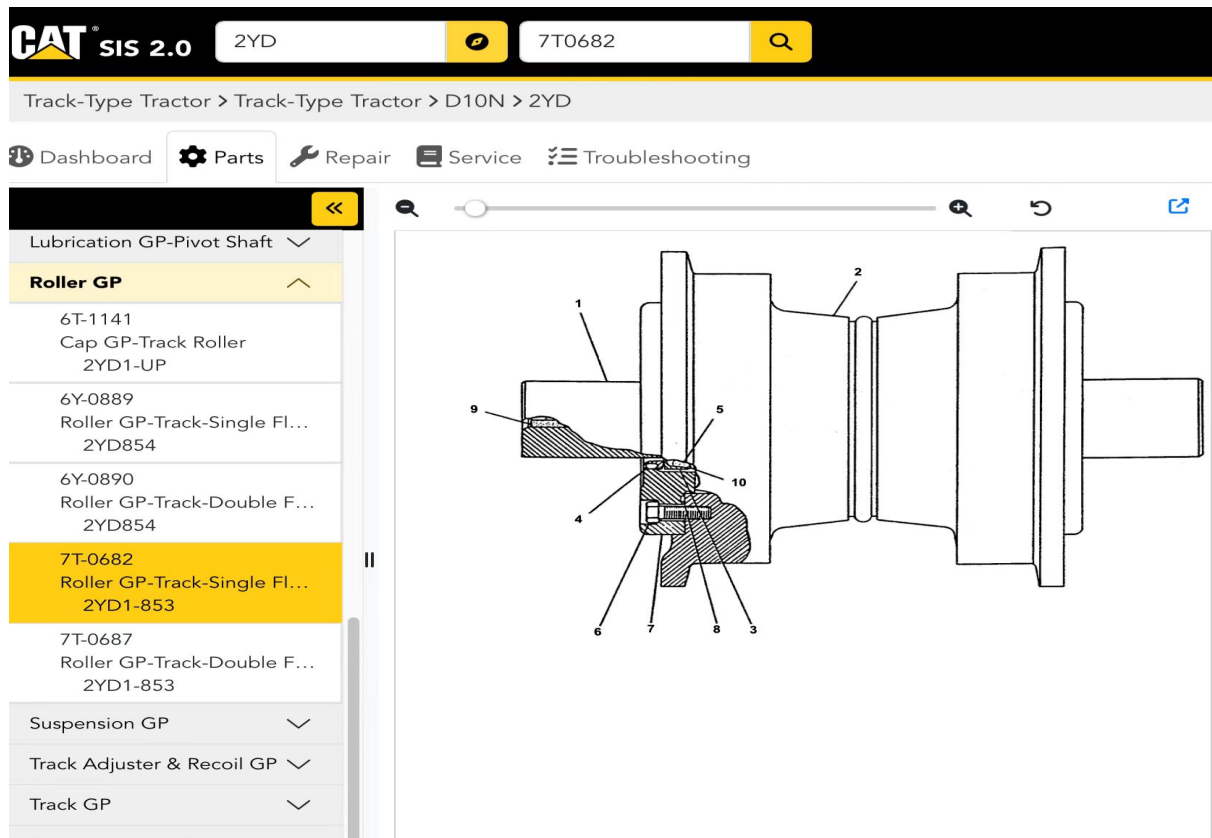 CAT® SIS 2.0 2YD 7T0682
Track-Type Tractor > Track-Type Tractor > D10N > 2YD
Dashboard Parts Repair Service Troubleshooting
Lubrication GP-Pivot Shaft
Roller GP
6T-1141
Cap GP-Track Roller
2YD1-UP
6Y-0889
Roller GP-Track-Single Fl...
2YD854
6Y-0890
Roller GP-Track-Double F...
2YD854
7T-0682
Roller GP-Track-Single Fl...
2YD1-853
7T-0687
Roller GP-Track-Double F...
2YD1-853
Suspension GP
Track Adjuster & Recoil GP
Track GP
2
1
9
5
10
4
6
7
8
3